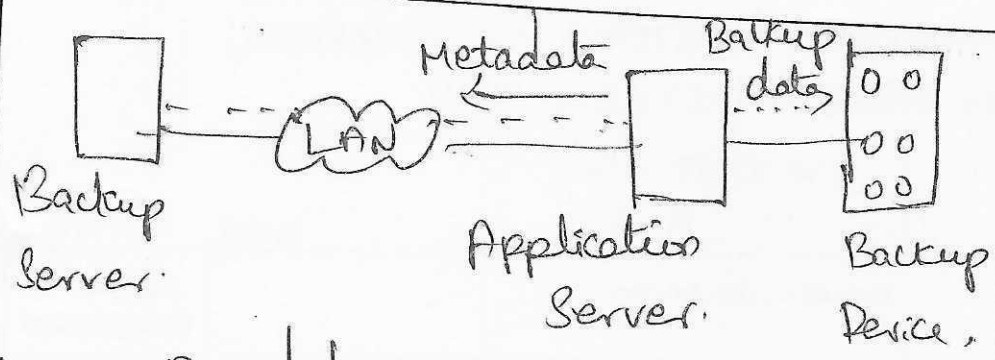 Metadata
Backup
data
LAN
Backup
Server.
Application
Server.
Backup
Device,